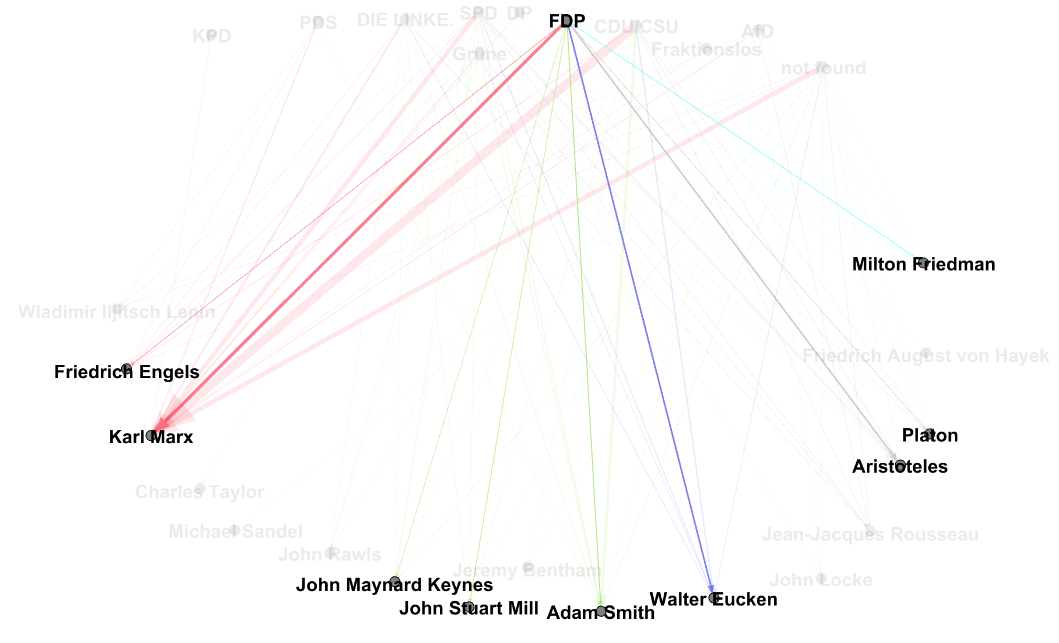 SPD DP
FDP
PDS DIE LINKE.
CDU/CSU
AfD
KPD
Grüne
Fraktionslos
not found
Milton Friedman
Wladimir Iljitsch Lenin
Friedrich August von Hayek
Friedrich Engels
Karl Marx
Platon
Aristoteles
Charles Taylor
Michael Sandel
Jean-Jacques Rousseau
John Rawls
Jeremy Bentham
John Locke
John Maynard Keynes
Walter Eucken
John Stuart Mill
Adam Smith